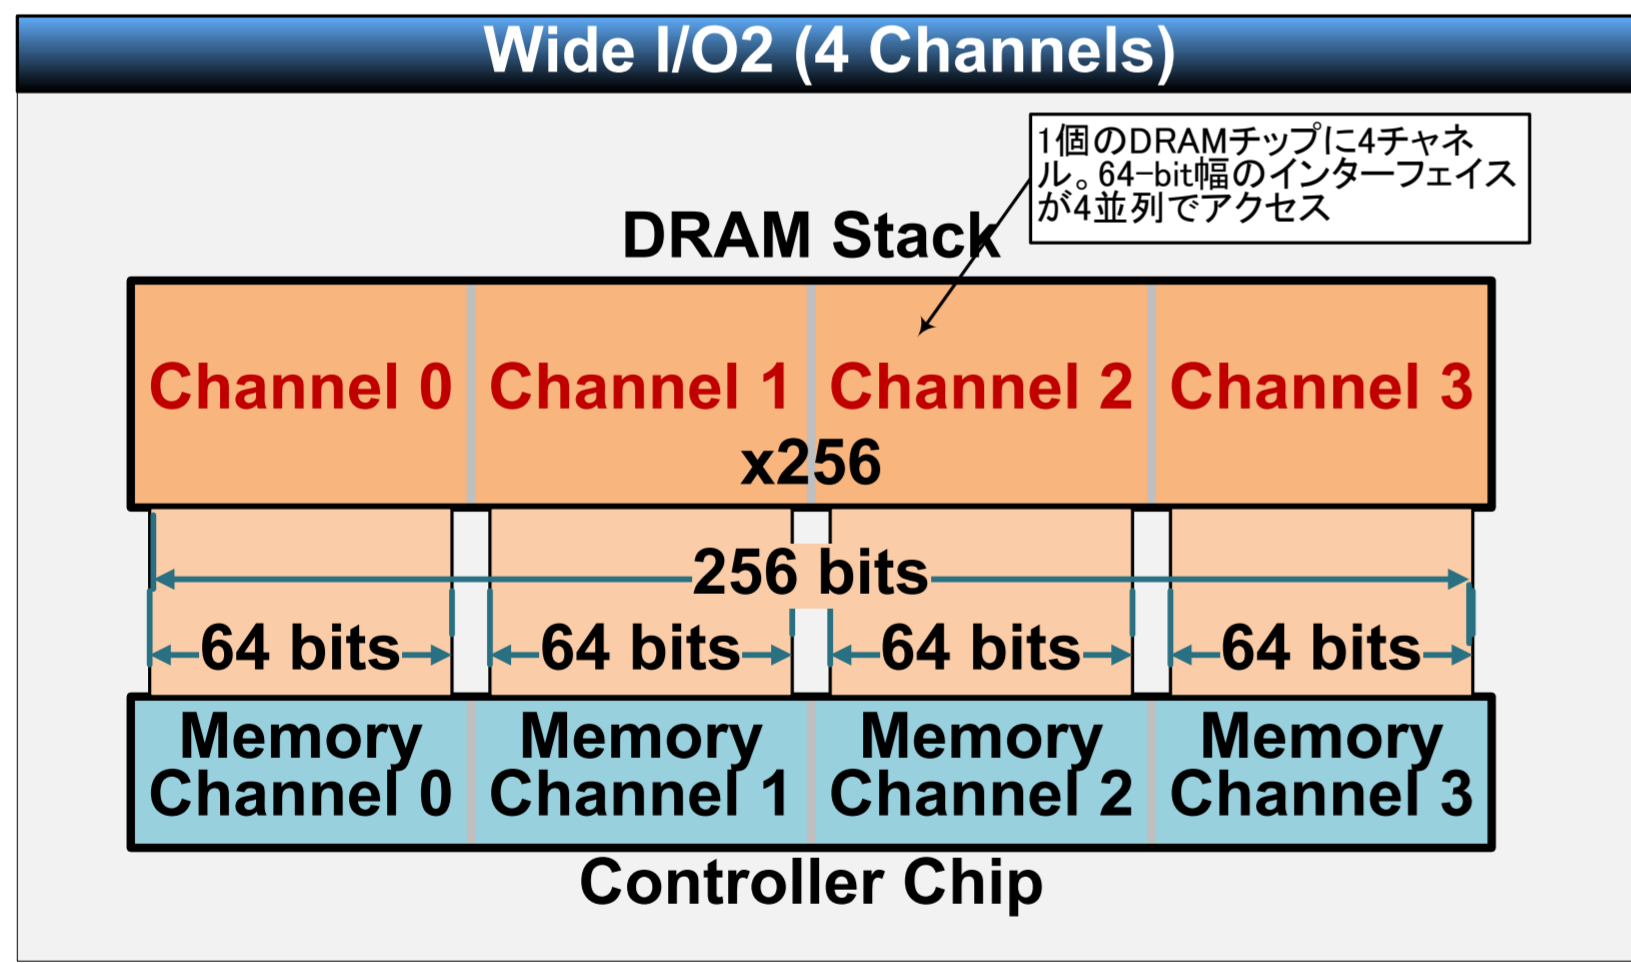 Wide I/O2 (4 Channels)
1個のDRAMチップに4チャネ
ル。64-bit幅のインターフェイス
が4並列でアクセス
DRAM Stack
Channel 0 Channel 1 Channel 2 Channel 3
x256
256 bits
64 bits 64 bits 64 bits 64 bits
Memory Memory Memory Memory
Channel 0 Channel 1 Channel 2 Channel 3
Controller Chip